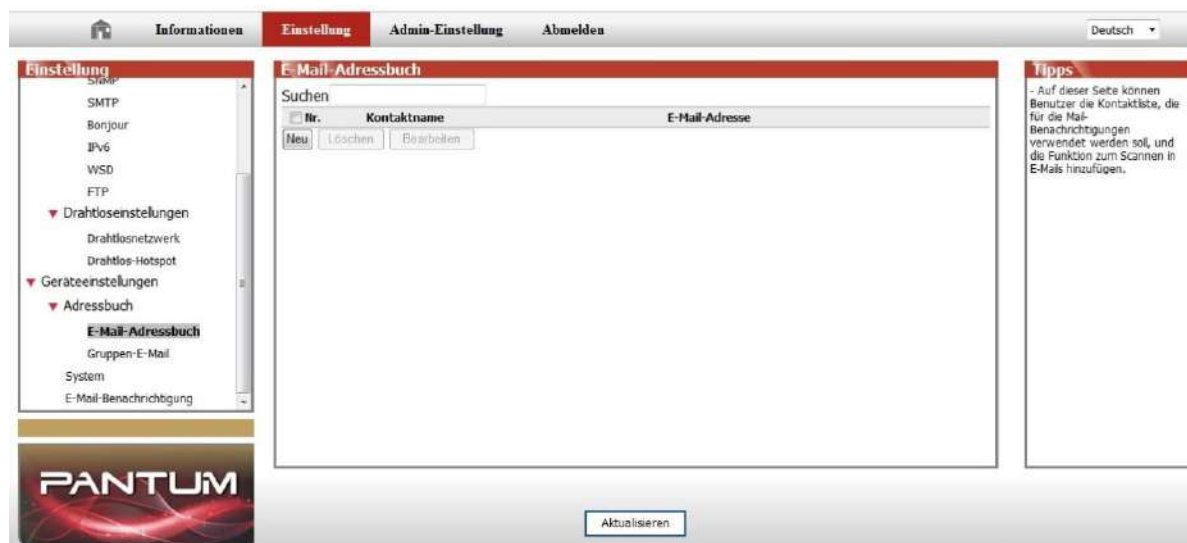 Informationen
Einstellung
Admin-Einstellung
Abmelden
Deutsch
Einstellung
SNMP
SMTP
Bonjour
IPv6
WSD
FTP
Drahtloseinstellungen
Drahtlosnetzwerk
Drahtlos-Hotspot
Geräteeinstellungen
Adressbuch
E-Mail-Adressbuch
Gruppen-E-Mail
System
E-Mail-Benachrichtigung
PANTUM
E-Mail-Adressbuch
Suchen
Nr. Kontaktname E-Mail-Adresse
Neu Löschen Bearbeiten
Aktualisieren
Tipps
- Auf dieser Seite können
Benutzer die Kontaktliste, die
für die Mail-
Benachrichtigungen
verwendet werden soll, und
die Funktion zum Scannen in
E-Mails hinzufügen.